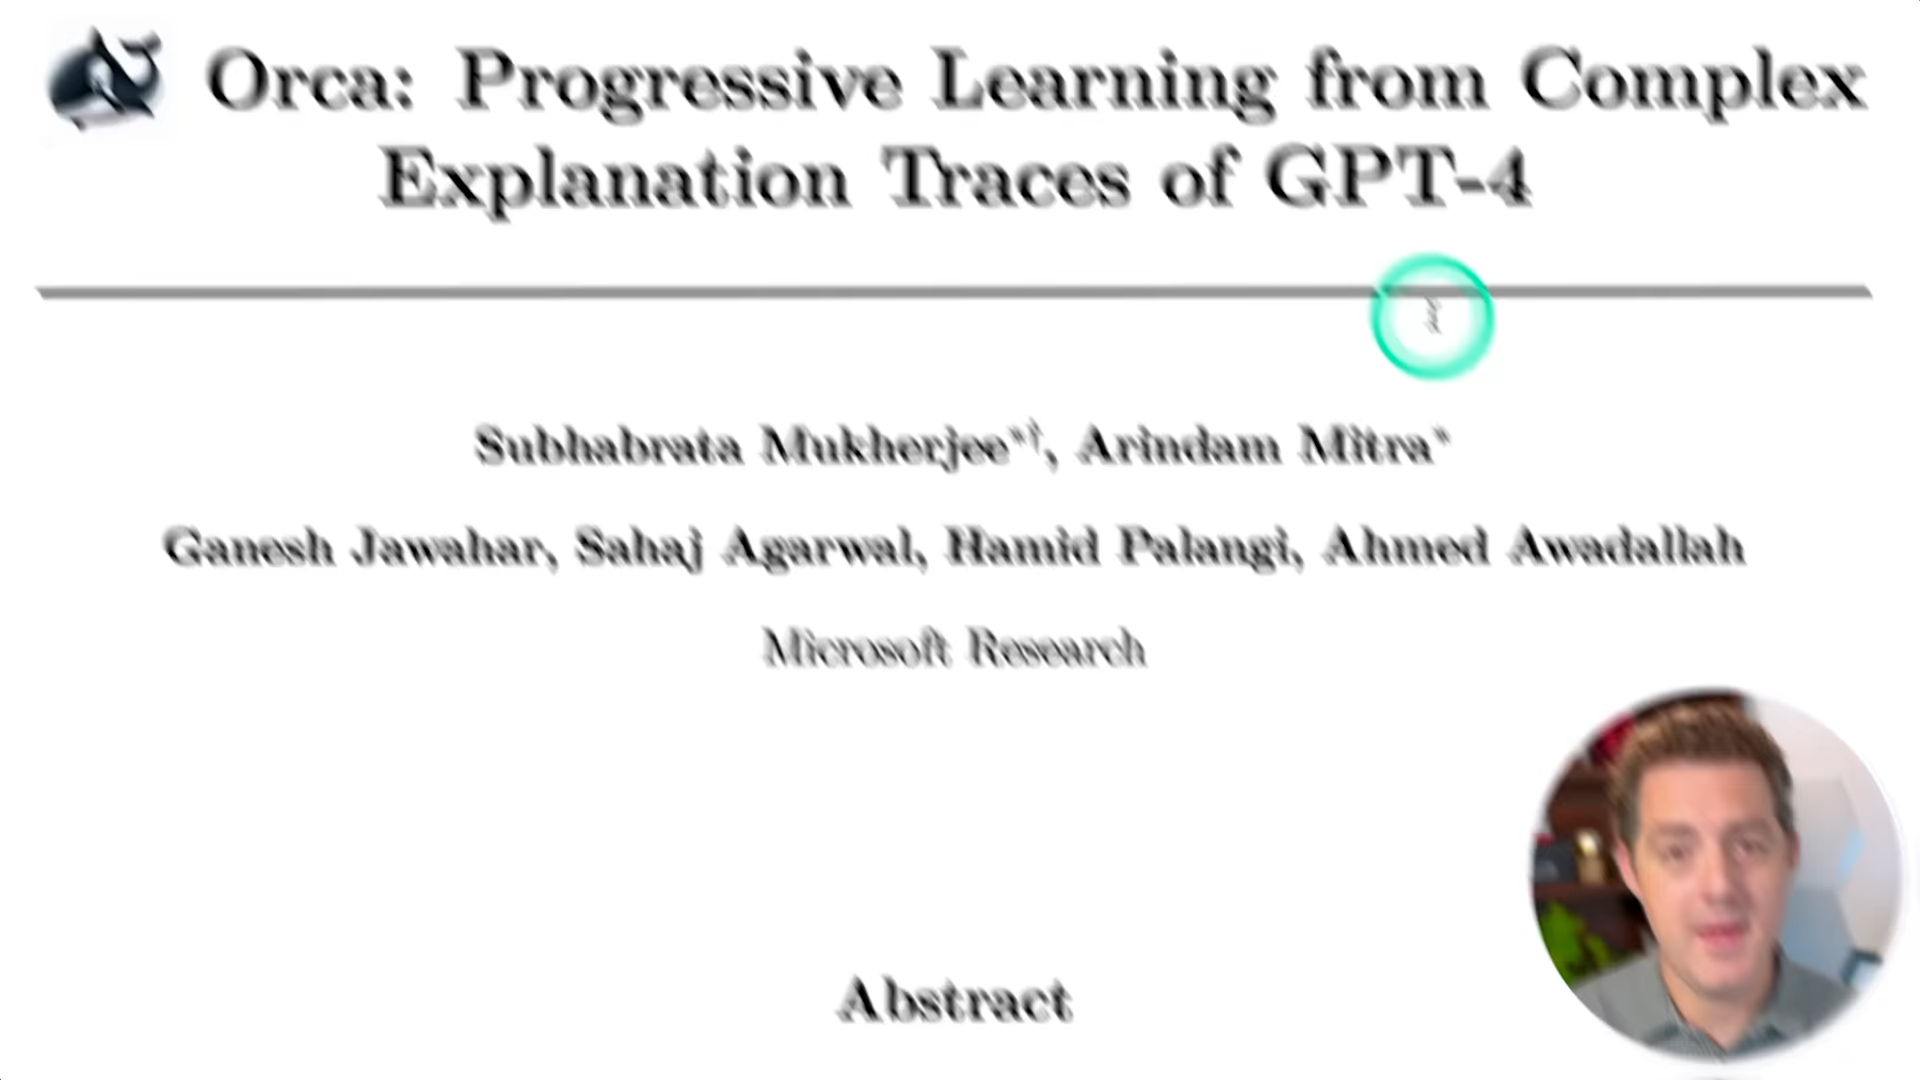 Orca: Progressive Learning from Complex
Explanation Traces of GPT-4
Subhabrata Mukherjee*†, Arindam Mitra*
Ganesh Jawahar, Sahaj Agarwal, Hamid Palangi, Ahmed Awadallah
Microsoft Research
Abstract